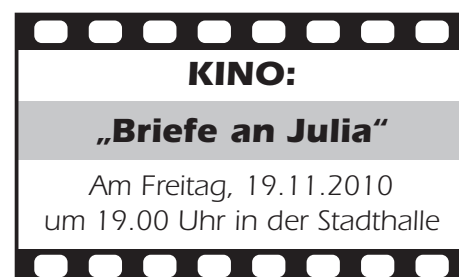 KINO:
„Briefe an Julia“
Am Freitag, 19.11.2010
um 19.00 Uhr in der Stadthalle